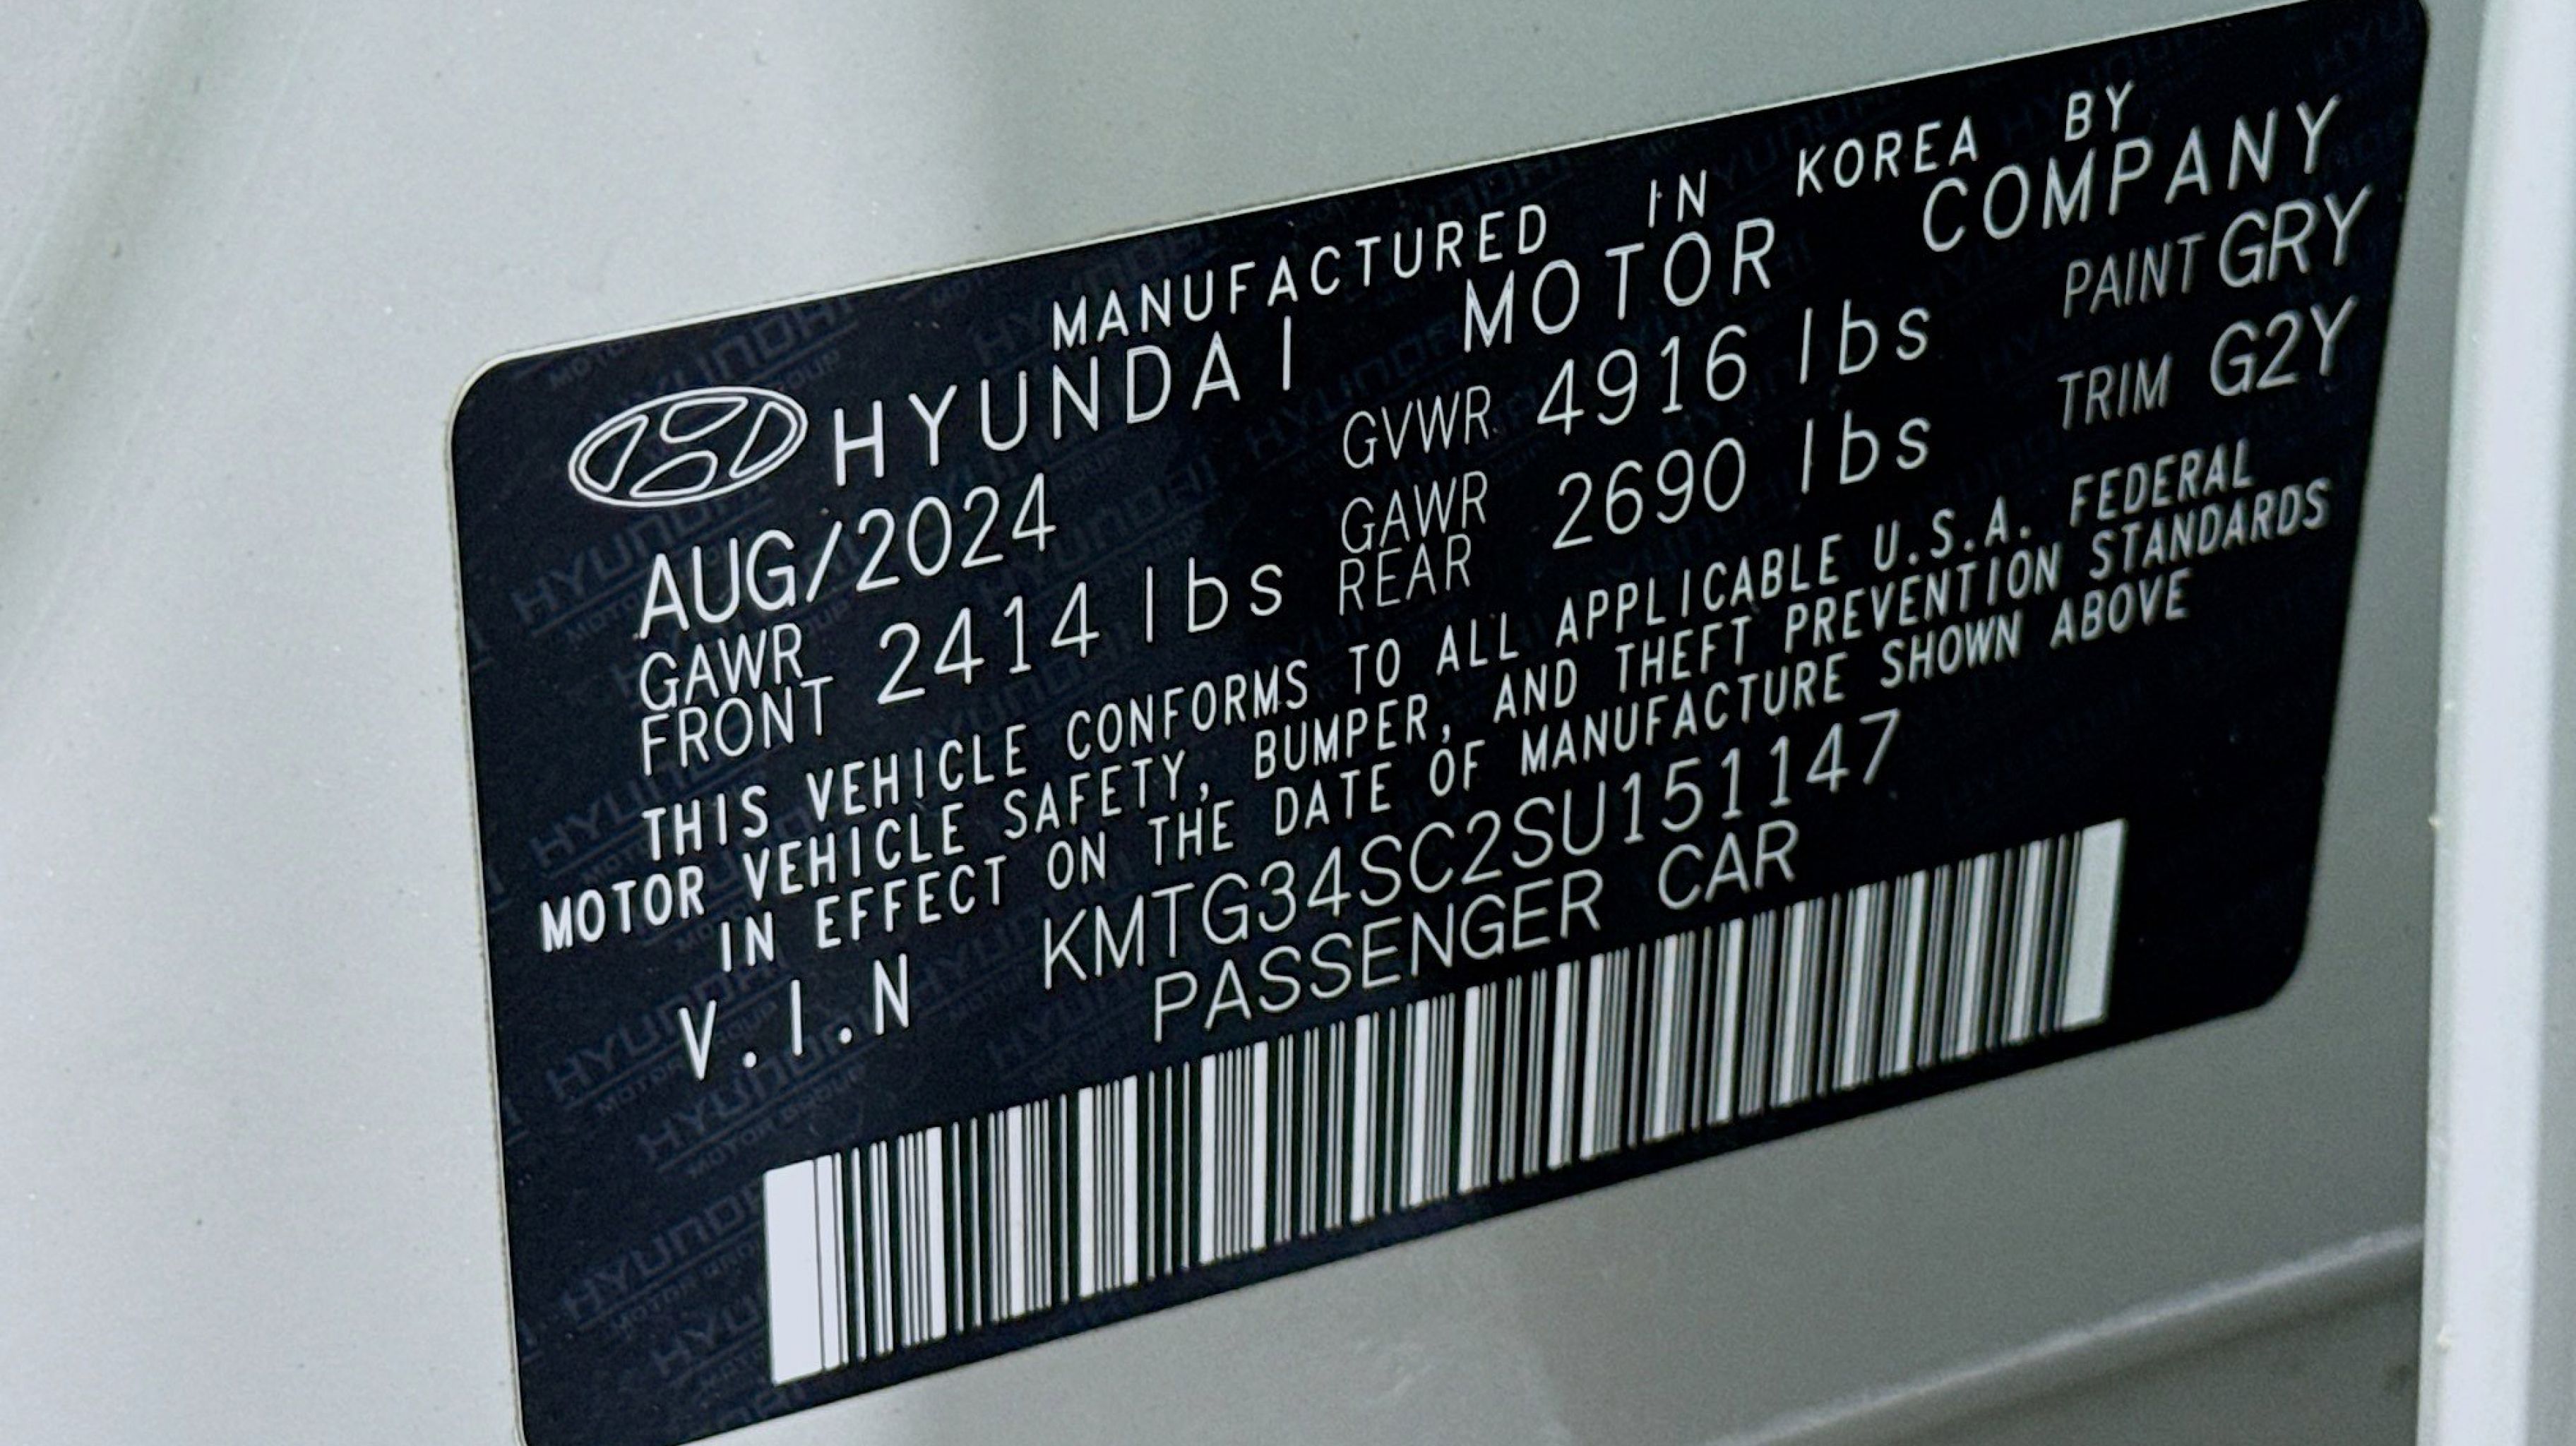 MANUFACTURED IN KOREA BY
HYUNDAI MOTOR COMPANY
AUG/2024 GVWR 4916 lbs PAINT GRY
GAWR FRONT 2414 lbs GAWR REAR 2690 lbs TRIM G2Y
THIS VEHICLE CONFORMS TO ALL APPLICABLE U.S.A. FEDERAL
MOTOR VEHICLE SAFETY, BUMPER, AND THEFT PREVENTION STANDARDS
IN EFFECT ON THE DATE OF MANUFACTURE SHOWN ABOVE
V.I.N KMTG34SC2SU151147
PASSENGER CAR